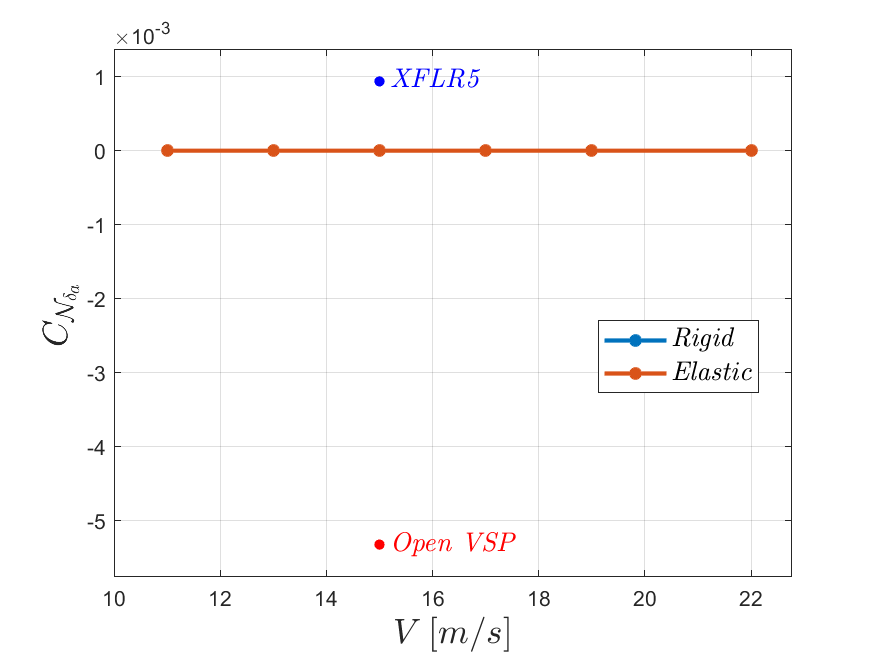 ×10⁻³
1
XFLR5
0
-1
-2
C_{𝒩_{δ_a}}
Rigid
-3
Elastic
-4
-5
Open VSP
10 12 14 16 18 20 22
V [m/s]